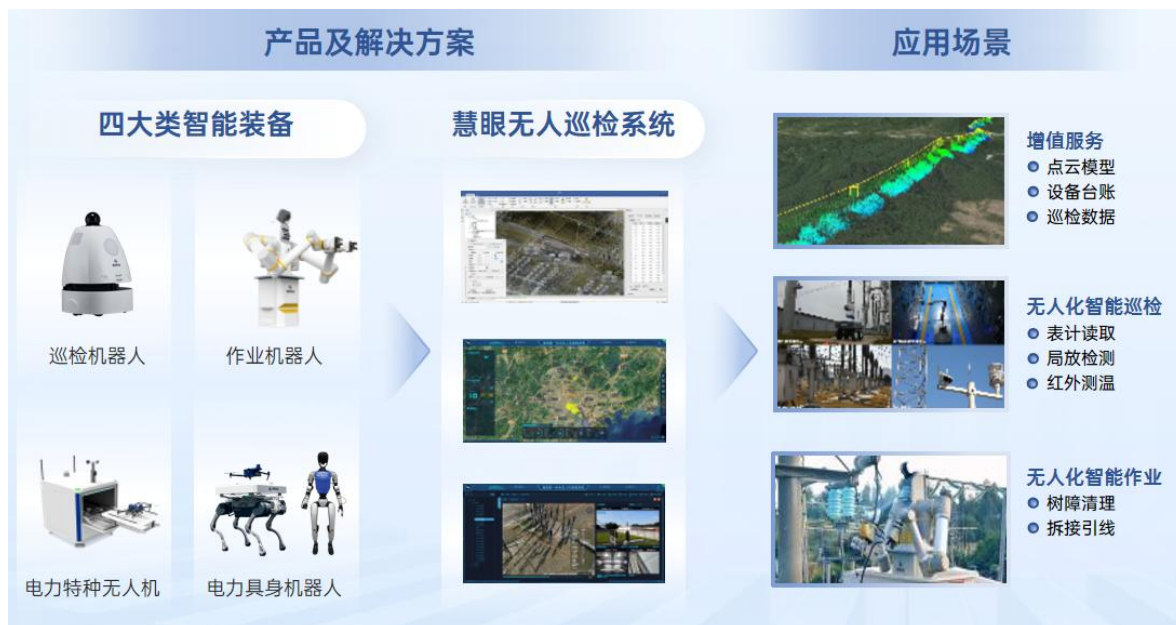 产品及解决方案
应用场景
四大类智能装备
慧眼无人巡检系统
巡检机器人
作业机器人
电力特种无人机
电力具身机器人
增值服务
点云模型
设备台账
巡检数据
无人化智能巡检
表计读取
局放检测
红外测温
无人化智能作业
树障清理
拆接引线